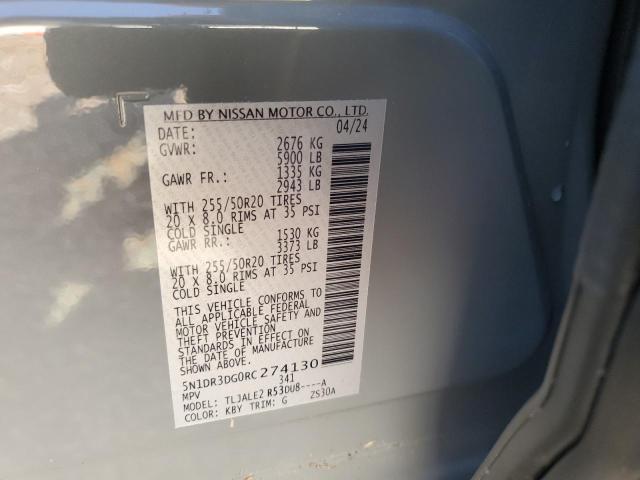 MFD BY NISSAN MOTOR CO., LTD.
DATE: 04/24
GVWR: 2676 KG
5900 LB
GAWR FR.: 1335 KG
2943 LB
WITH 255/50R20 TIRES
20 X 8.0 RIMS AT 35 PSI
COLD SINGLE
GAWR RR.: 1530 KG
3373 LB
WITH 255/50R20 TIRES
20 X 8.0 RIMS AT 35 PSI
COLD SINGLE
THIS VEHICLE CONFORMS TO
ALL APPLICABLE FEDERAL
MOTOR VEHICLE SAFETY AND
THEFT PREVENTION
STANDARDS IN EFFECT ON
THE DATE OF MANUFACTURE
SHOWN ABOVE.
5N1DR3DG0RC274130
MPV 341
MODEL: TLJALE2 R53DU8----A
COLOR: KBY TRIM: G ZS30A